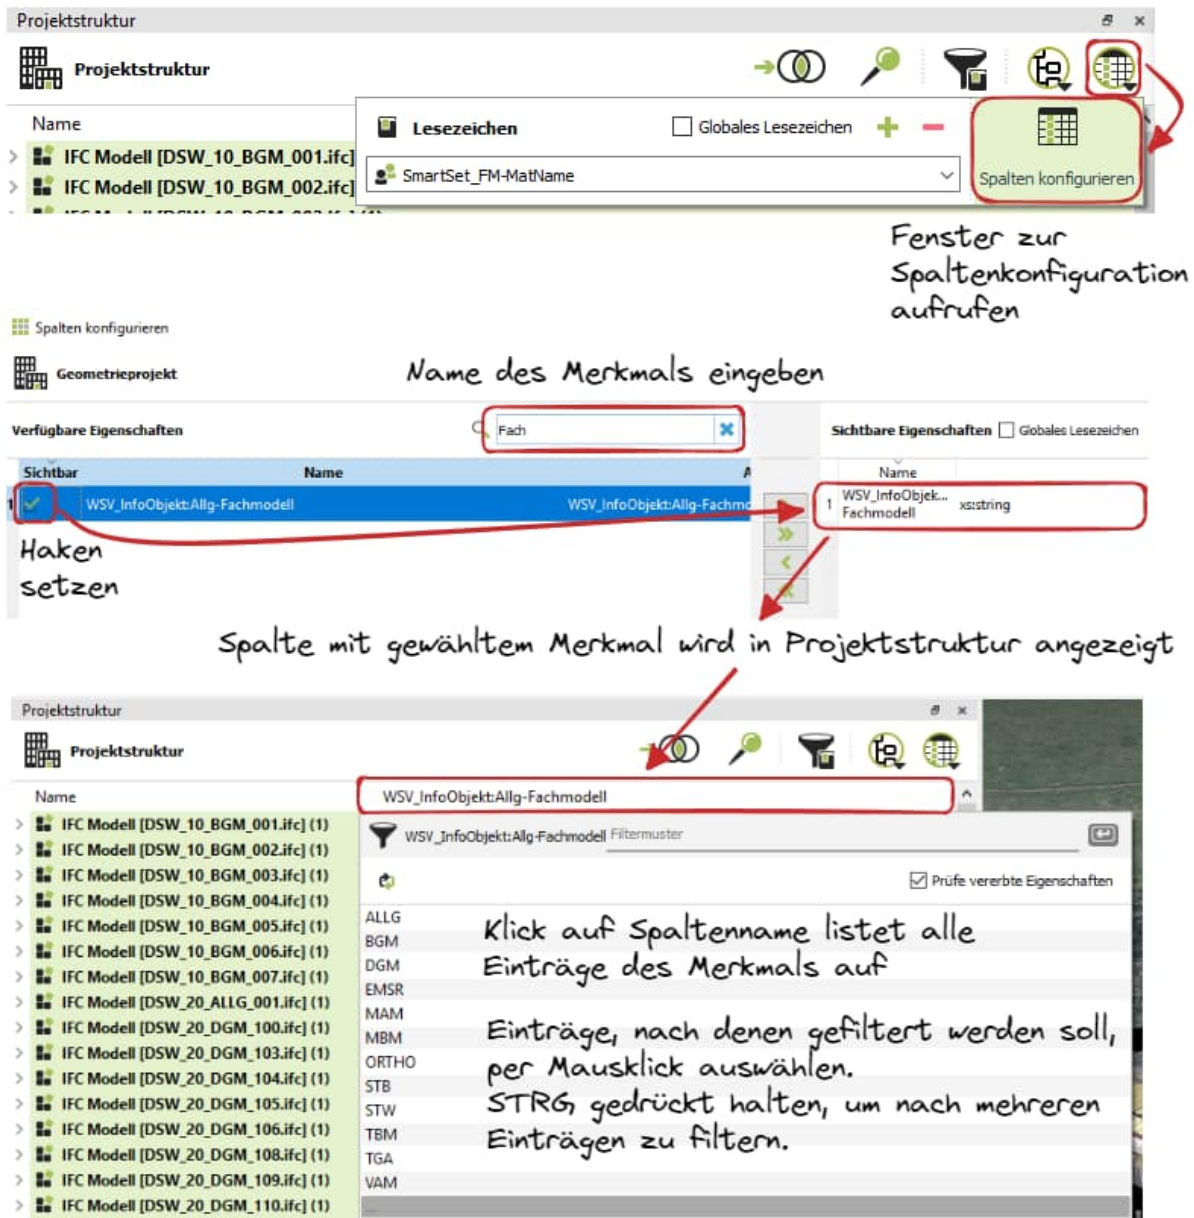 Projektstruktur
Projektstruktur
Name
Lesezeichen
Globales Lesezeichen
IFC Modell [DSW_10_BGM_001.ifc]
IFC Modell [DSW_10_BGM_002.ifc]
SmartSet_FM-MatName
Spalten konfigurieren
Fenster zur
Spaltenkonfiguration
aufrufen
Spalten konfigurieren
Geometrieprojekt
Name des Merkmals eingeben
Verfügbare Eigenschaften
Fach
Sichtbare Eigenschaften
Globales Lesezeichen
Sichtbar Name A
Name
1 WSV_InfoObjekt:Allg-Fachmodell WSV_InfoObjekt:Allg-Fachmo
1 WSV_InfoObjek... xs:string
Fachmodell
Haken
setzen
Spalte mit gewähltem Merkmal wird in Projektstruktur angezeigt
Projektstruktur
Projektstruktur
Name
WSV_InfoObjekt:Allg-Fachmodell
IFC Modell [DSW_10_BGM_001.ifc] (1)
IFC Modell [DSW_10_BGM_002.ifc] (1)
IFC Modell [DSW_10_BGM_003.ifc] (1)
IFC Modell [DSW_10_BGM_004.ifc] (1)
IFC Modell [DSW_10_BGM_005.ifc] (1)
IFC Modell [DSW_10_BGM_006.ifc] (1)
IFC Modell [DSW_10_BGM_007.ifc] (1)
IFC Modell [DSW_20_ALLG_001.ifc] (1)
IFC Modell [DSW_20_DGM_100.ifc] (1)
IFC Modell [DSW_20_DGM_103.ifc] (1)
IFC Modell [DSW_20_DGM_104.ifc] (1)
IFC Modell [DSW_20_DGM_105.ifc] (1)
IFC Modell [DSW_20_DGM_106.ifc] (1)
IFC Modell [DSW_20_DGM_108.ifc] (1)
IFC Modell [DSW_20_DGM_109.ifc] (1)
IFC Modell [DSW_20_DGM_110.ifc] (1)
WSV_InfoObjekt:Allg-Fachmodell Filtermuster
Prüfe vererbte Eigenschaften
ALLG
BGM
DGM
EMSR
MAM
MBM
ORTHO
STB
STW
TBM
TGA
VAM
...
Klick auf Spaltenname listet alle
Einträge des Merkmals auf
Einträge, nach denen gefiltert werden soll,
per Mausklick auswählen.
STRG gedrückt halten, um nach mehreren
Einträgen zu filtern.